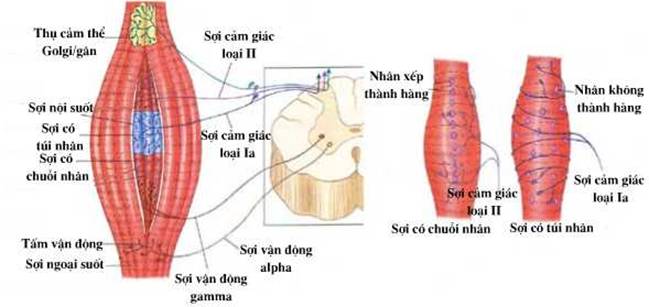 Thụ cảm thể
Golgi/gân
Sợi cảm giác
loại II
Sợi nội suốt
Sợi có
túi nhân
Sợi có
chuỗi nhân
Sợi cảm giác
loại Ia
Tấm vận động
Sợi ngoại suốt
Sợi vận động
gamma
Sợi vận động
alpha
Nhân xếp
thành hàng
Nhân không
thành hàng
Sợi cảm giác
loại II
Sợi cảm giác
loại Ia
Sợi có chuỗi nhân
Sợi có túi nhân